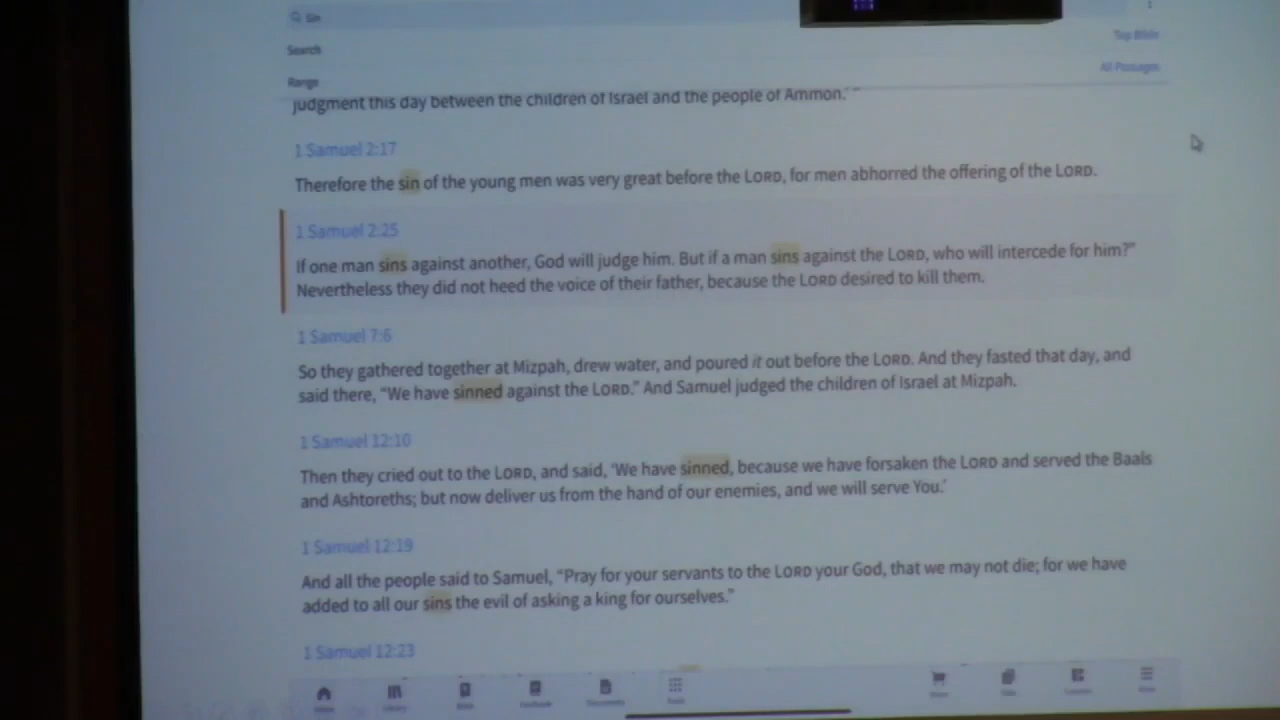 Sin
Search
Top Bible
Range
All Passages
judgment this day between the children of Israel and the people of Ammon.’ ”
1 Samuel 2:17
Therefore the sin of the young men was very great before the LORD, for men abhorred the offering of the LORD.
1 Samuel 2:25
If one man sins against another, God will judge him. But if a man sins against the LORD, who will intercede for him?”
Nevertheless they did not heed the voice of their father, because the LORD desired to kill them.
1 Samuel 7:6
So they gathered together at Mizpah, drew water, and poured it out before the LORD. And they fasted that day, and
said there, “We have sinned against the LORD.” And Samuel judged the children of Israel at Mizpah.
1 Samuel 12:10
Then they cried out to the LORD, and said, ‘We have sinned, because we have forsaken the LORD and served the Baals
and Ashtoreths; but now deliver us from the hand of our enemies, and we will serve You.’
1 Samuel 12:19
And all the people said to Samuel, “Pray for your servants to the LORD your God, that we may not die; for we have
added to all our sins the evil of asking a king for ourselves.”
1 Samuel 12:23